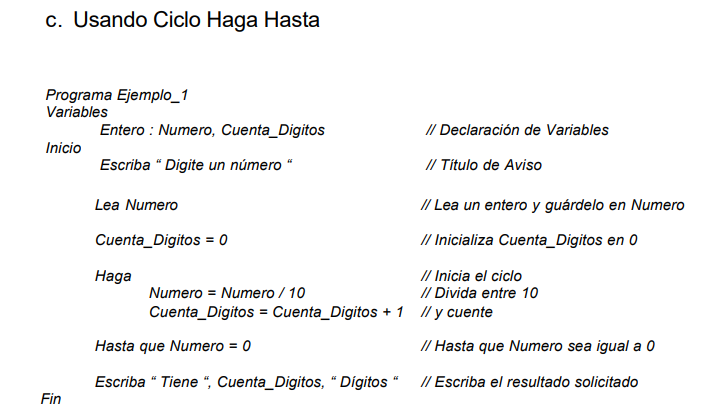 c. Usando Ciclo Haga Hasta
Programa Ejemplo_1
Variables
Entero : Numero, Cuenta_Digitos // Declaración de Variables
Inicio
Escriba “ Digite un número “ // Título de Aviso
Lea Numero // Lea un entero y guárdelo en Numero
Cuenta_Digitos = 0 // Inicializa Cuenta_Digitos en 0
Haga // Inicia el ciclo
Numero = Numero / 10 // Divida entre 10
Cuenta_Digitos = Cuenta_Digitos + 1 // y cuente
Hasta que Numero = 0 // Hasta que Numero sea igual a 0
Escriba “ Tiene “, Cuenta_Digitos, “ Dígitos “ // Escriba el resultado solicitado
Fin